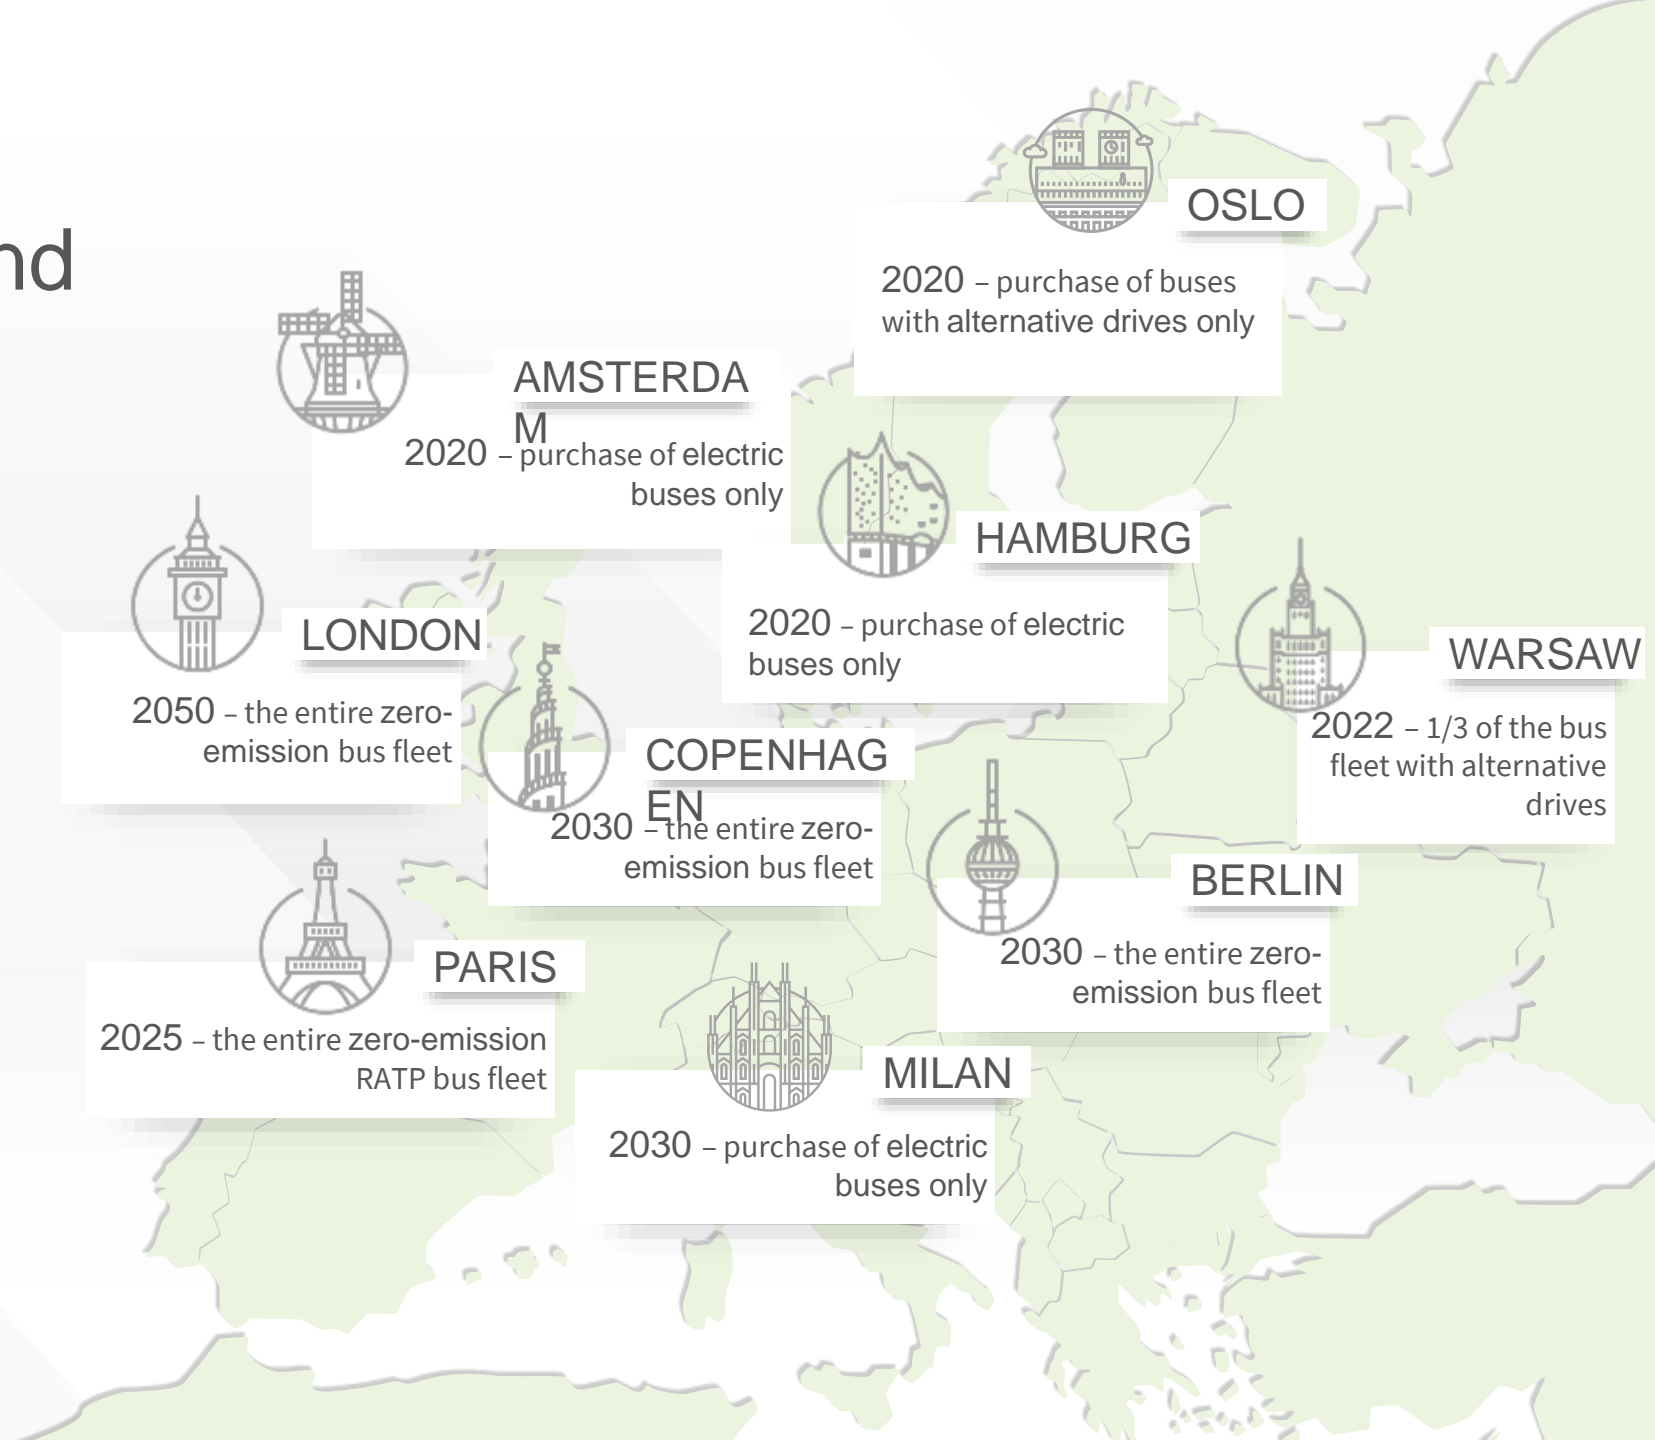 nd
OSLO
2020 – purchase of buses
with alternative drives only
AMSTERDA
M
2020 – purchase of electric
buses only
HAMBURG
2020 – purchase of electric
buses only
LONDON
2050 – the entire zero-
emission bus fleet
WARSAW
2022 – 1/3 of the bus
fleet with alternative
drives
COPENHAG
EN
2030 – the entire zero-
emission bus fleet
BERLIN
2030 – the entire zero-
emission bus fleet
PARIS
2025 – the entire zero-emission
RATP bus fleet
MILAN
2030 – purchase of electric
buses only